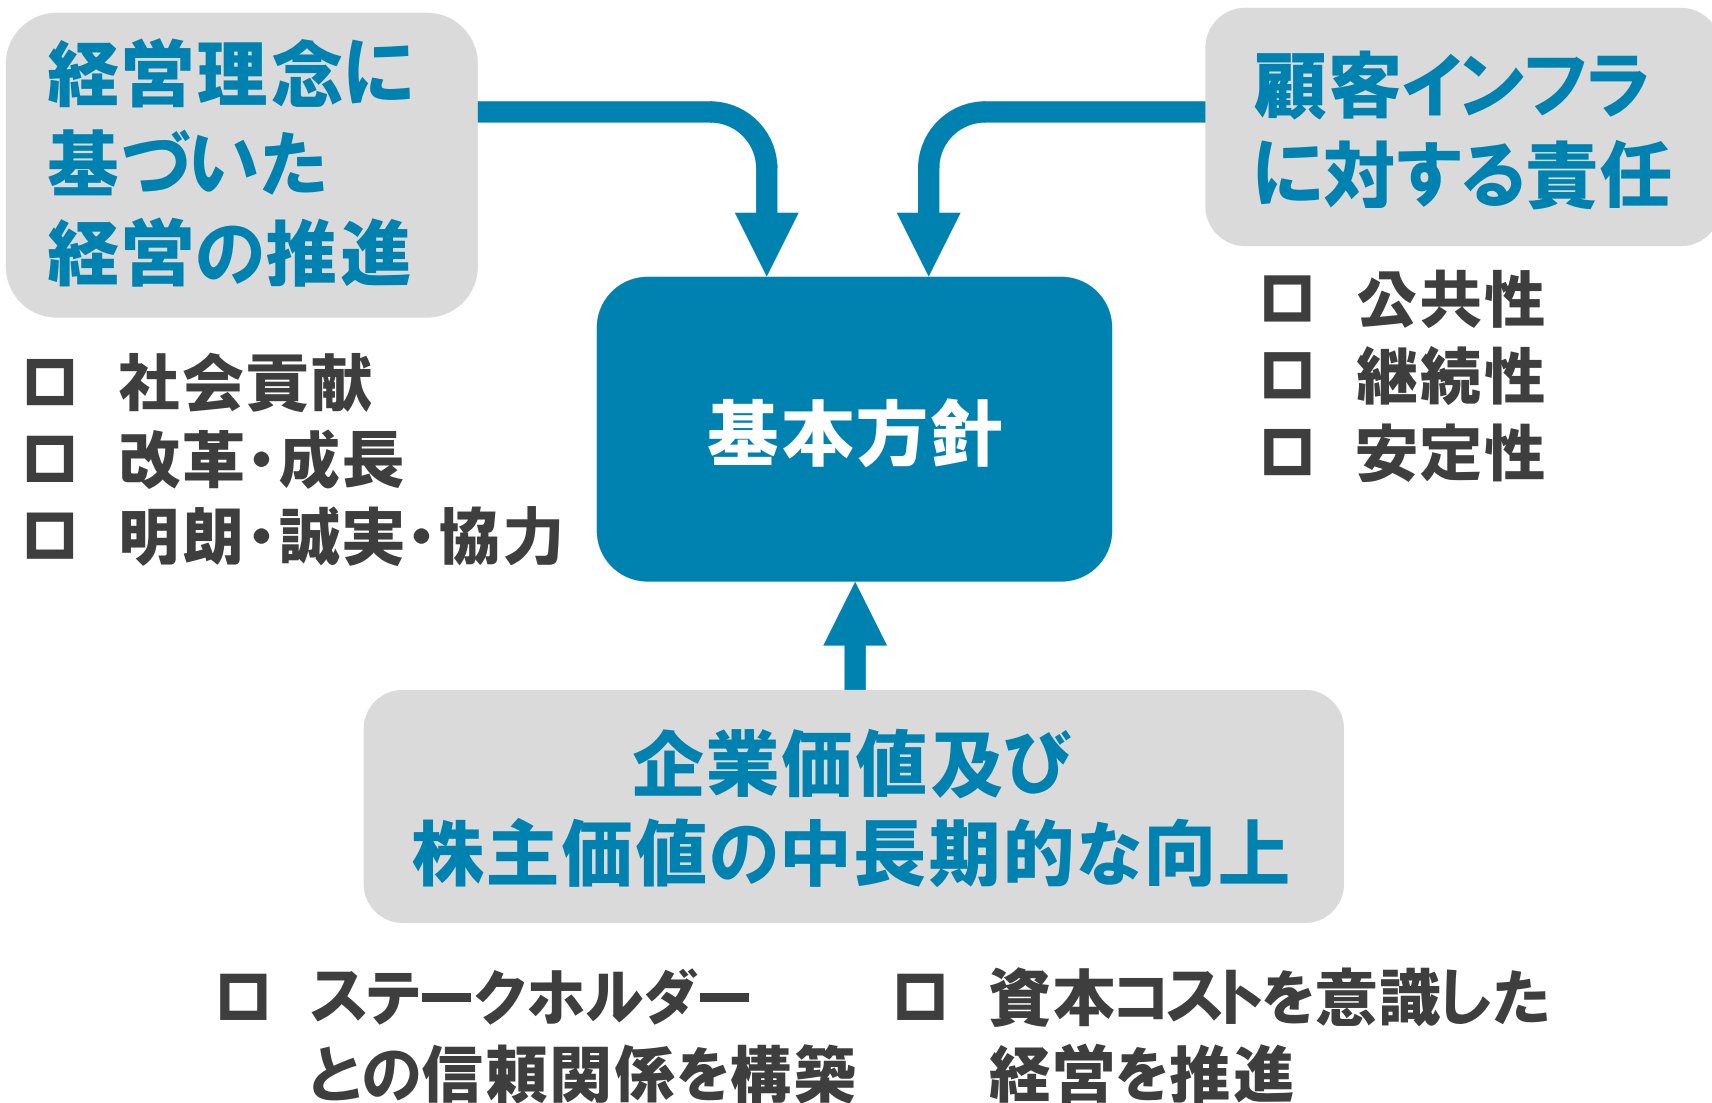 経営理念に
基づいた
経営の推進
社会貢献
改革・成長
明朗・誠実・協力
顧客インフラ
に対する責任
公共性
継続性
安定性
基本方針
企業価値及び
株主価値の中長期的な向上
ステークホルダー
との信頼関係を構築
資本コストを意識した
経営を推進